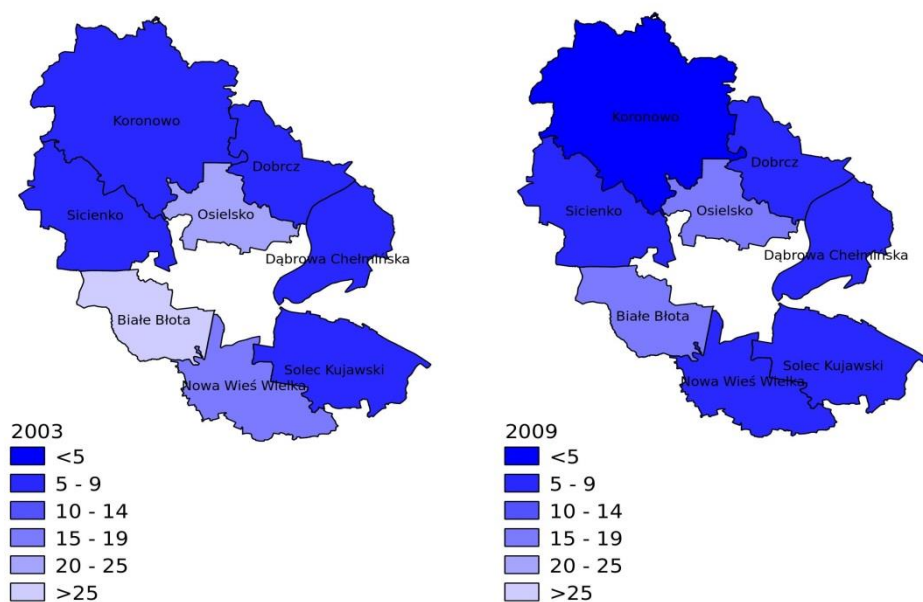 Koronowo
Dobrcz
Sicienko
Osielsko
Dąbrowa Chełmińska
Białe Błota
Solec Kujawski
Nowa Wieś Wielka
2003
<5
5 - 9
10 - 14
15 - 19
20 - 25
>25
Koronowo
Dobrcz
Sicienko
Osielsko
Dąbrowa Chełmińska
Białe Błota
Solec Kujawski
Nowa Wieś Wielka
2009
<5
5 - 9
10 - 14
15 - 19
20 - 25
>25